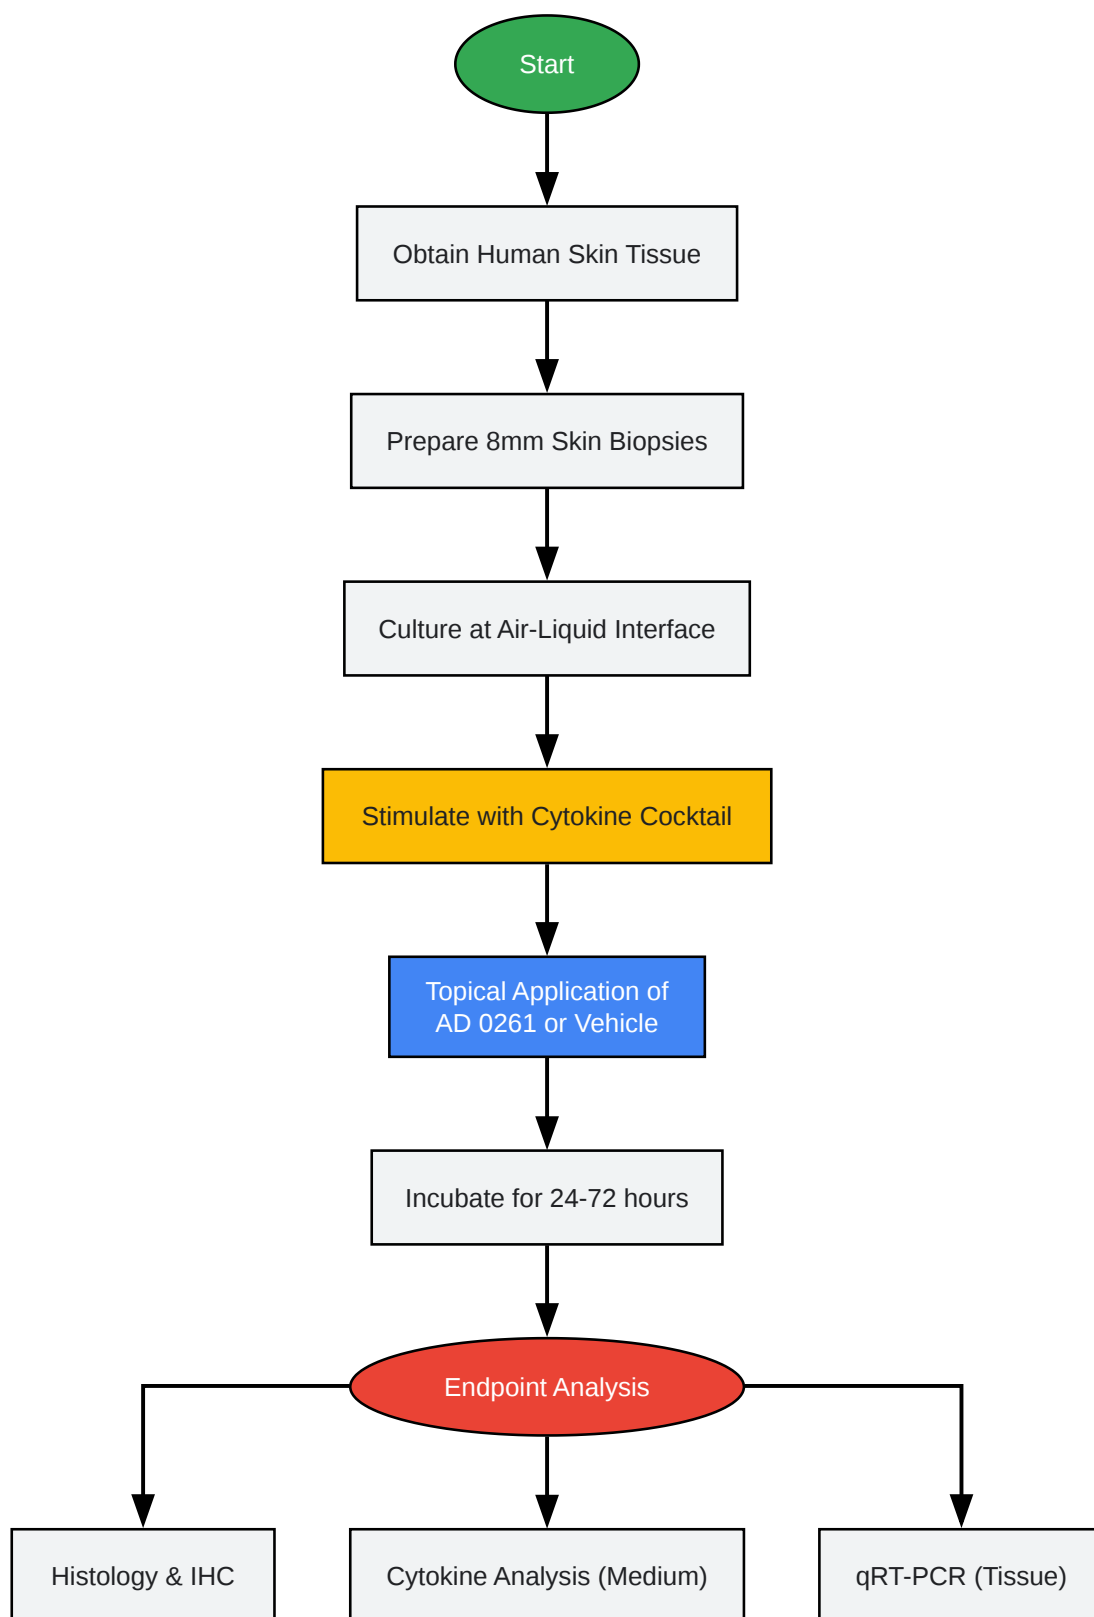 Start
Obtain Human Skin Tissue
Prepare 8mm Skin Biopsies
Culture at Air-Liquid Interface
Stimulate with Cytokine Cocktail
Topical Application of
AD 0261 or Vehicle
Incubate for 24-72 hours
Endpoint Analysis
Histology & IHC
Cytokine Analysis (Medium)
qRT-PCR (Tissue)